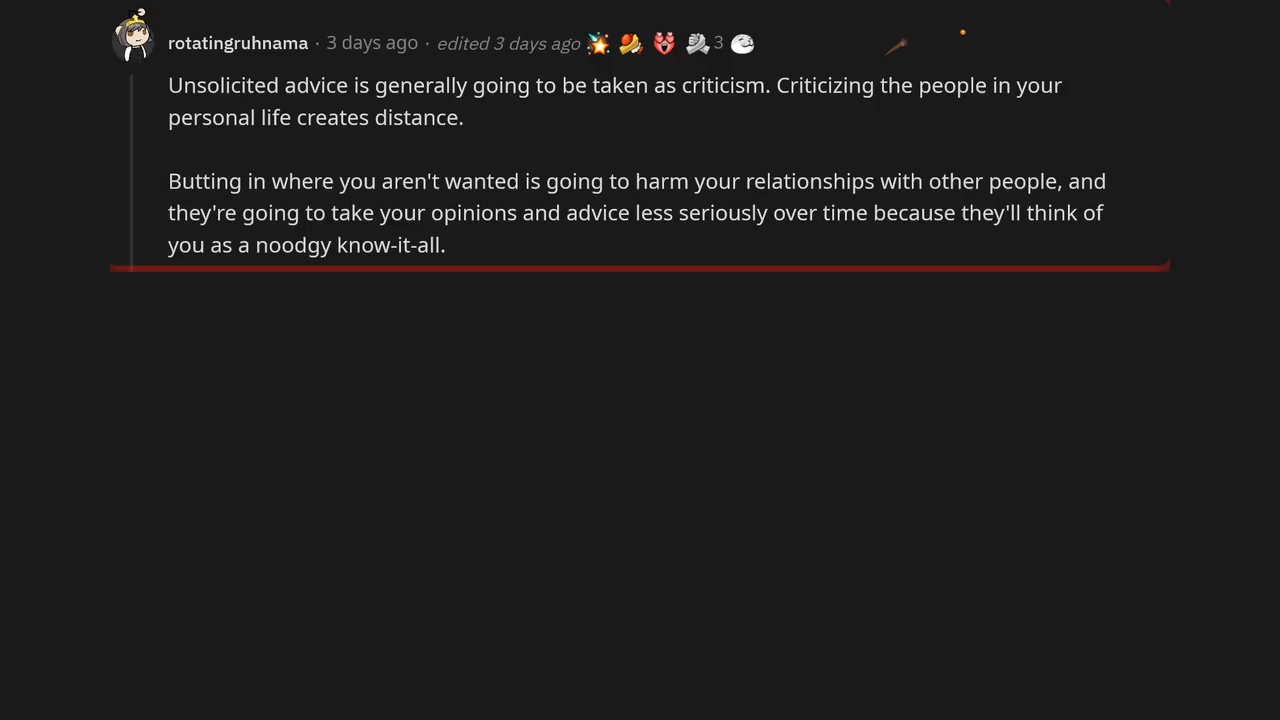 rotatingruhnama · 3 days ago · edited 3 days ago 3
Unsolicited advice is generally going to be taken as criticism. Criticizing the people in your
personal life creates distance.
Butting in where you aren't wanted is going to harm your relationships with other people, and
they're going to take your opinions and advice less seriously over time because they'll think of
you as a noodgy know-it-all.